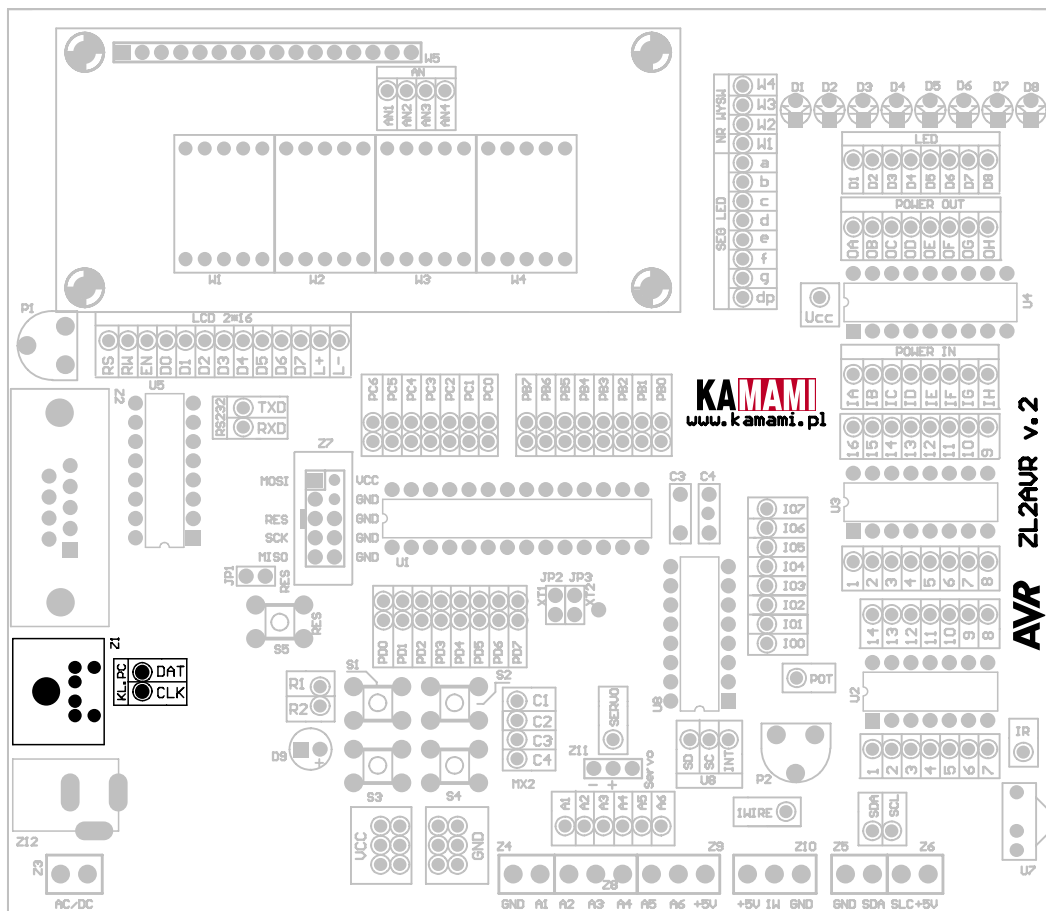 W5
AN
AN1 AN2 AN3 AN4
NR WYSW
W4
W3
W2
W1
SEG LED
a
b
c
d
e
f
g
dp
D1 D2 D3 D4 D5 D6 D7 D8
LED
D1 D2 D3 D4 D5 D6 D7 D8
POWER OUT
OA OB OC OD OE OF OG OH
W1 W2 W3 W4
Ucc
U4
P1
LCD 2*16
RS RW EN D0 D1 D2 D3 D4 D5 D6 D7 L+ L-
POWER IN
IA IB IC ID IE IF IG IH
16 15 14 13 12 11 10 9
U3
1 2 3 4 5 6 7 8
Z2
U5
RS232
TXD
RXD
PC6 PC5 PC4 PC3 PC2 PC1 PC0
PB7 PB6 PB5 PB4 PB3 PB2 PB1 PB0
KAMAMI
www.kamami.pl
AVR ZL2AVR v.2
Z7
MOSI VCC
GND
RES GND
SCK GND
MISO GND
U1
C3 C4
IO7
IO6
IO5
IO4
IO3
IO2
IO1
IO0
JP1
RES
RES
S5
JP2 JP3
XT1 XT2
PD0 PD1 PD2 PD3 PD4 PD5 PD6 PD7
14 13 12 11 10 9 8
U2
1 2 3 4 5 6 7
Z1
KL.PC
DAT
CLK
R1
R2
D9
+
S1
S2
S3
S4
C1
C2
C3
C4
MX2
SERVO
Z11
- +
Servo
U8
SD SC INT
U8
POT
P2
IR
U7
Z12
Z3
AC/DC
VCC
GND
A1 A2 A3 A4 A5 A6
1WIRE
SDA SCL
Z4 Z8 Z9 Z10 Z5 Z6
GND A1 A2 A3 A4 A5 A6 +5V +5V 1W GND GND SDA SLC +5V